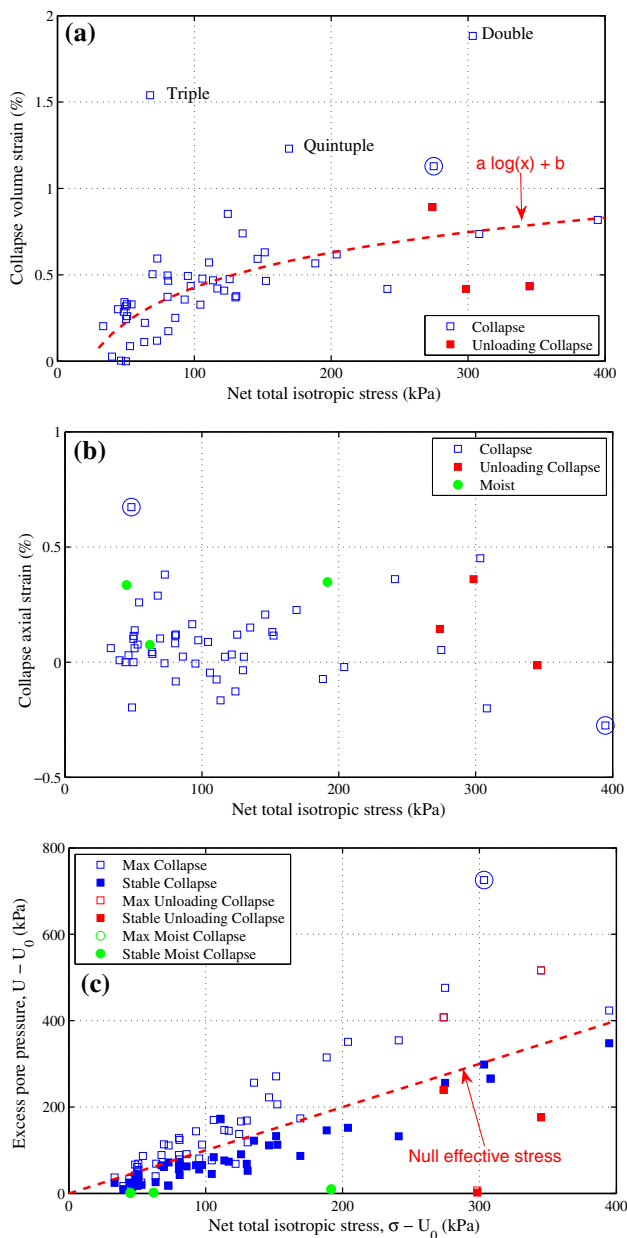 (a)
Double
Triple
Quintuple
a log(x) + b
Collapse volume strain (%)
2
1.5
1
0.5
0
0
100
200
300
400
Collapse
Unloading Collapse
Net total isotropic stress (kPa)
(b)
Collapse
Unloading Collapse
Moist
Collapse axial strain (%)
1
0.5
0
−0.5
0
100
200
300
400
Net total isotropic stress (kPa)
Max Collapse
Stable Collapse
Max Unloading Collapse
Stable Unloading Collapse
Max Moist Collapse
Stable Moist Collapse
(c)
Null effective stress
Excess pore pressure, U − U0 (kPa)
800
600
400
200
0
0
100
200
300
400
Net total isotropic stress, σ − U0 (kPa)